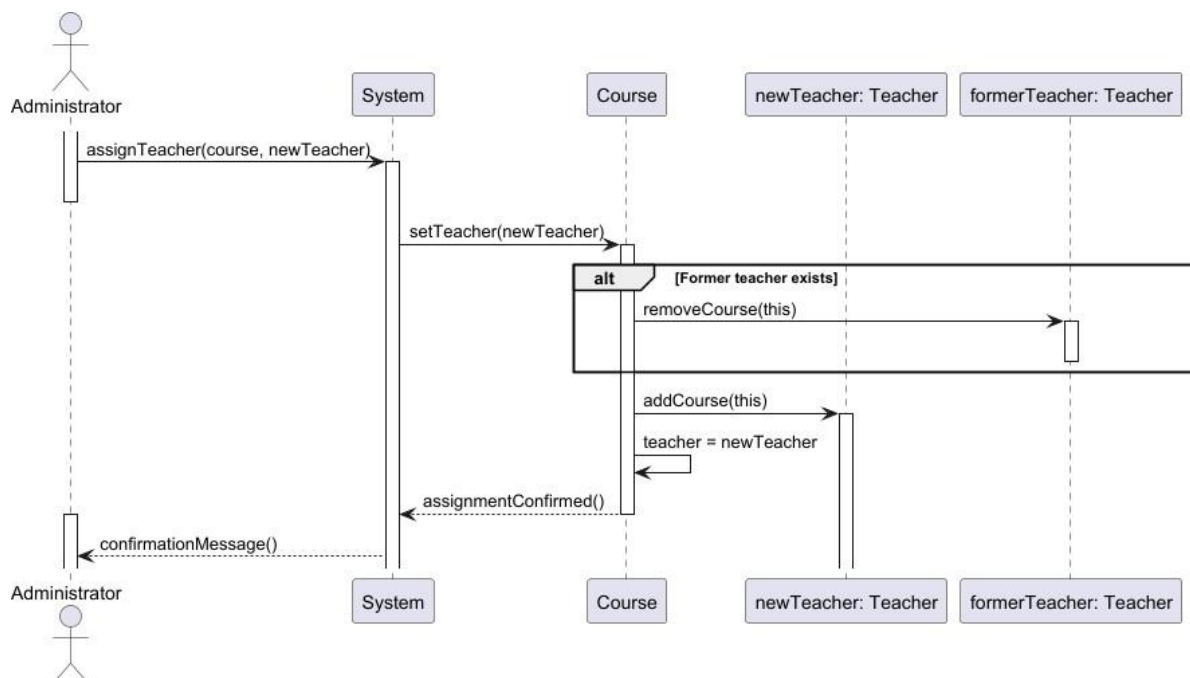 Administrator
System
Course
newTeacher: Teacher
formerTeacher: Teacher
assignTeacher(course, newTeacher)
setTeacher(newTeacher)
alt
[Former teacher exists]
removeCourse(this)
addCourse(this)
teacher = newTeacher
assignmentConfirmed()
confirmationMessage()
Administrator
System
Course
newTeacher: Teacher
formerTeacher: Teacher